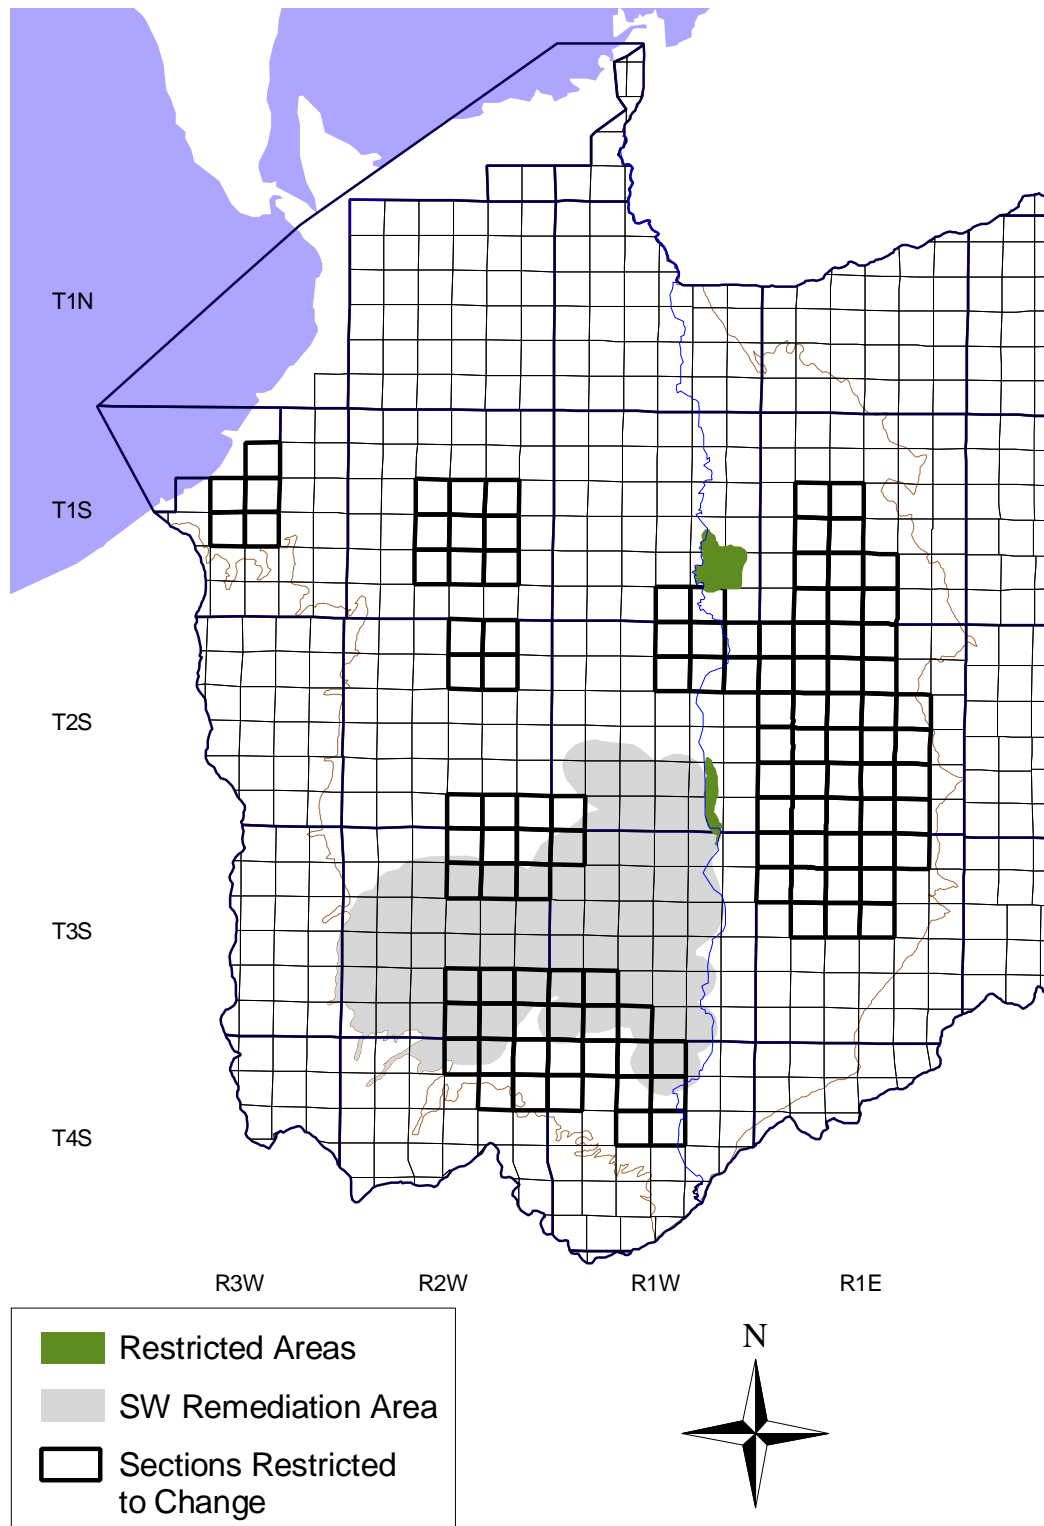 T1N
T1S
T2S
T3S
T4S
R3W R2W R1W R1E
Restricted Areas
SW Remediation Area
Sections Restricted
to Change
N